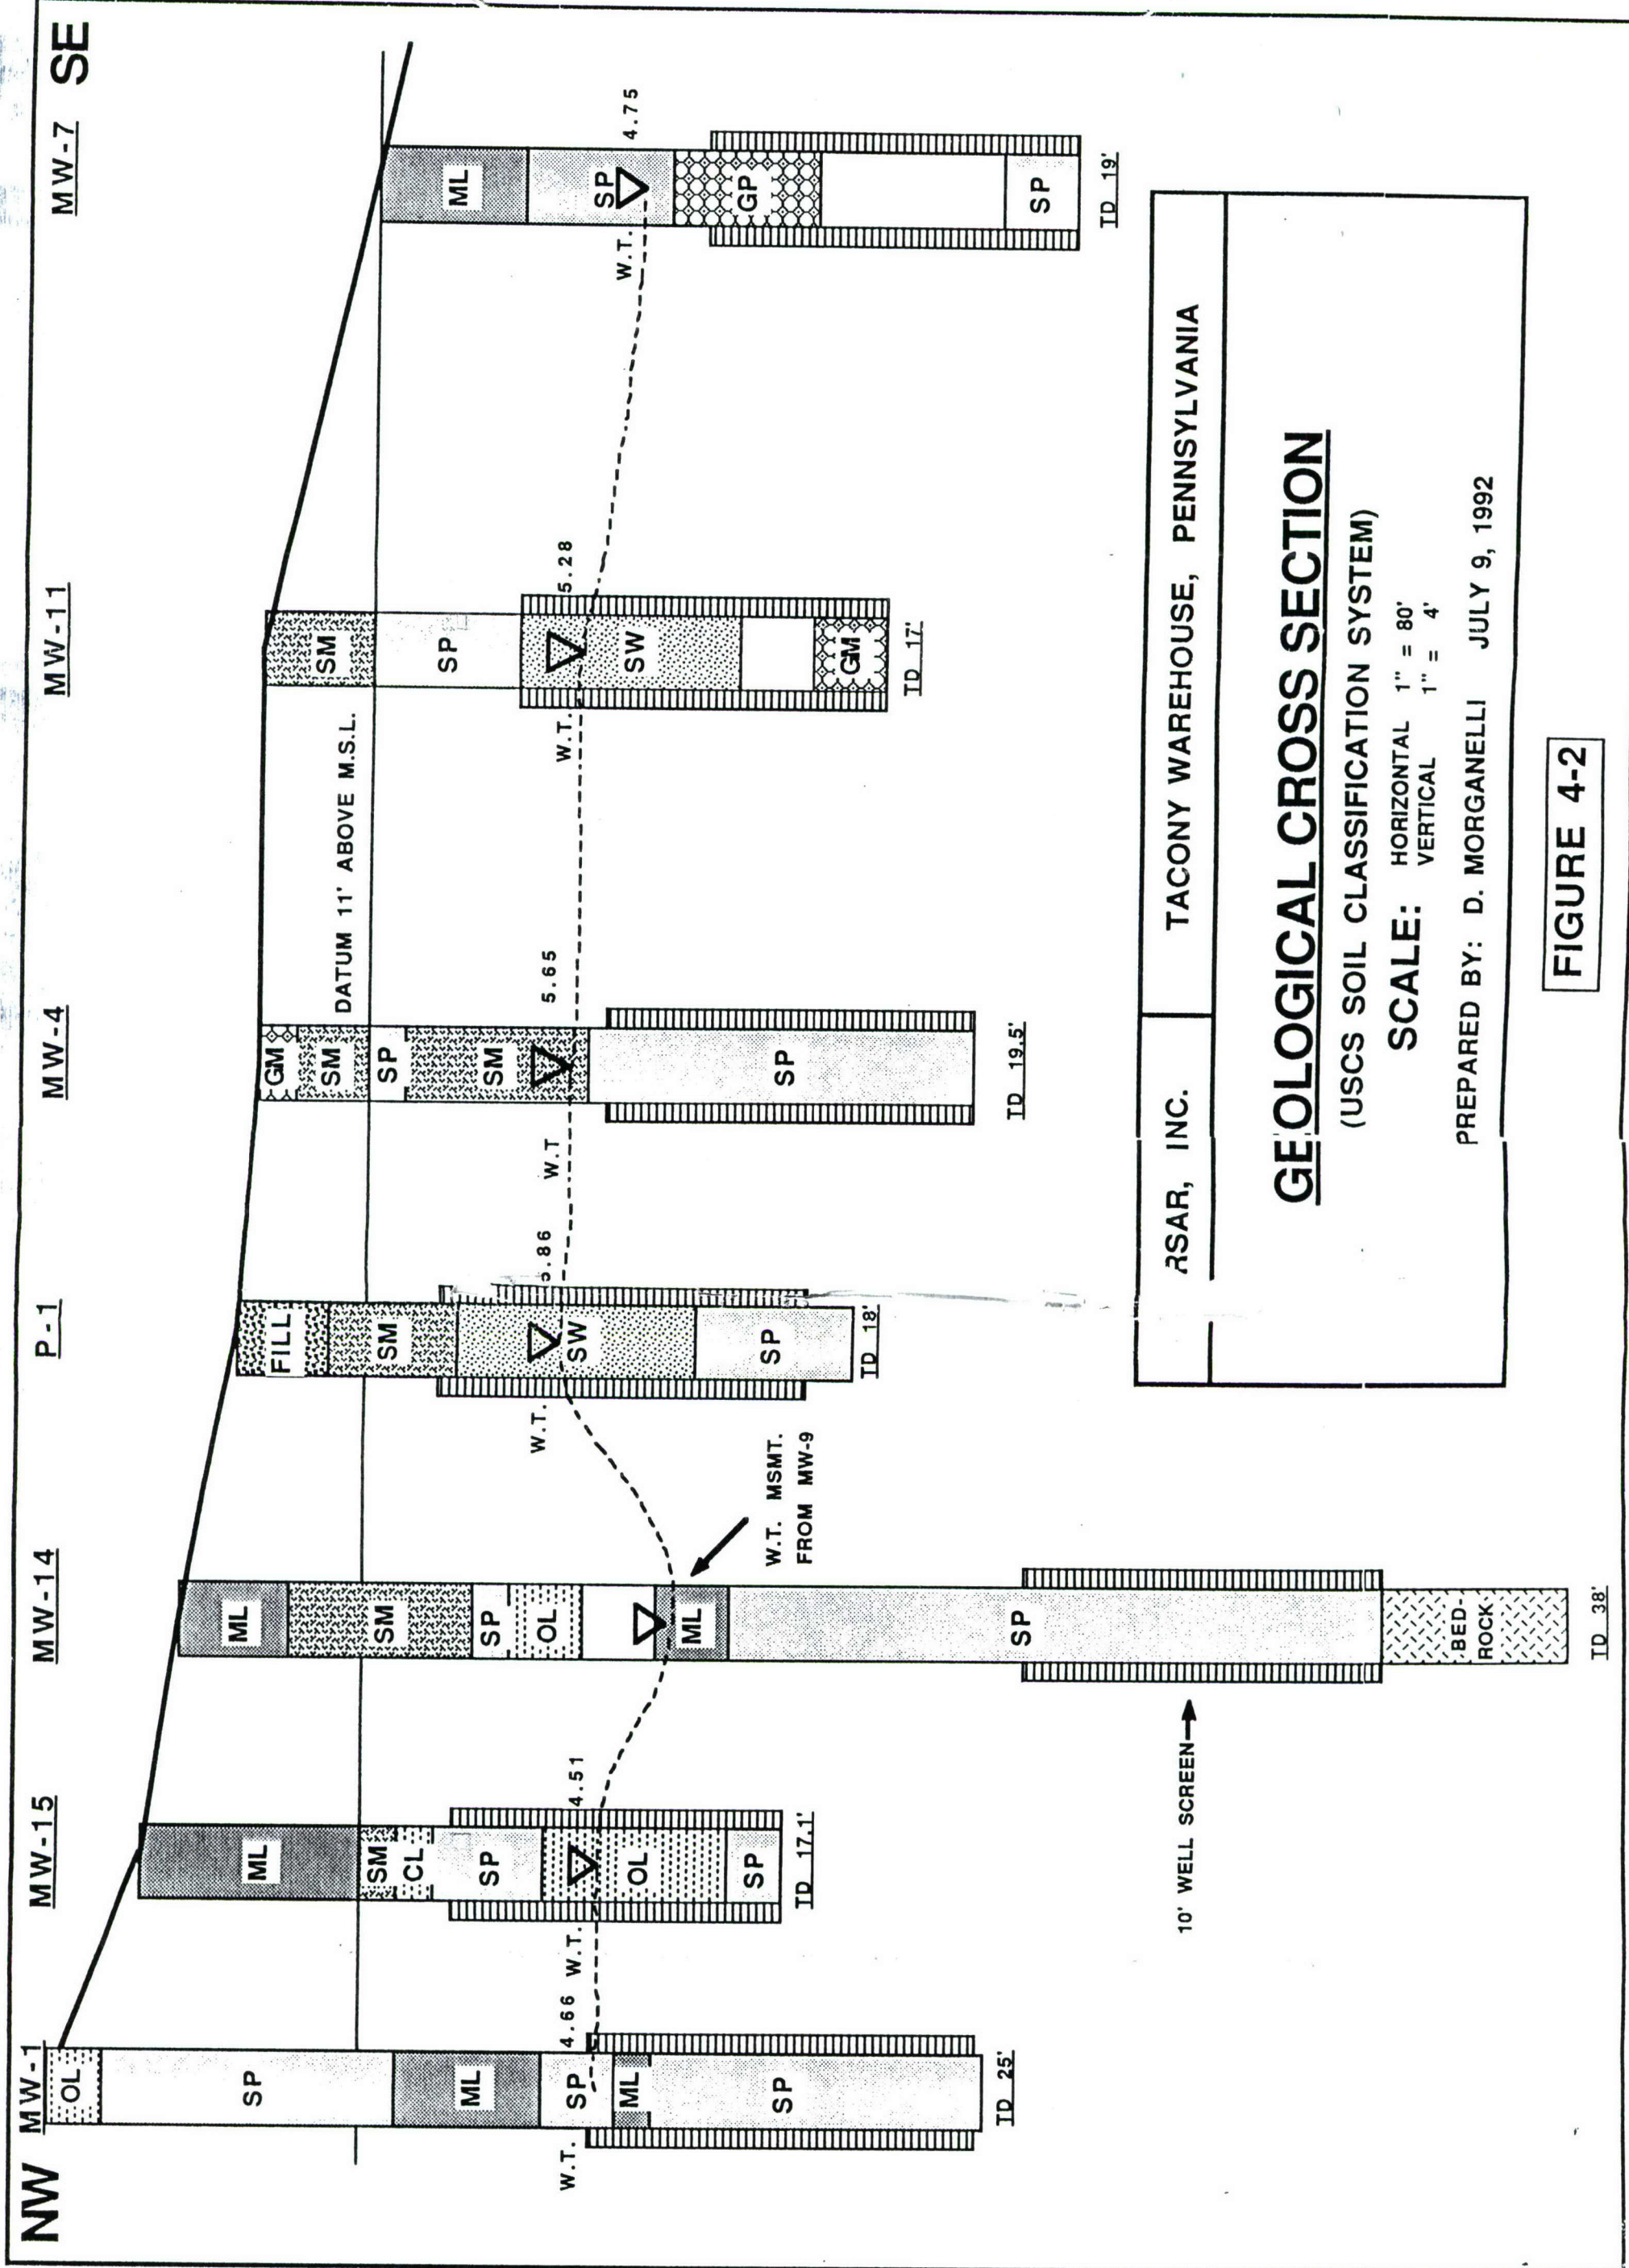 NW
SE
MW-1
MW-15
MW-14
P-1
MW-4
MW-11
MW-7
DATUM 11' ABOVE M.S.L.
OL
SP
ML
SP
ML
SP
W.T.
4.66
TD 25'
ML
SM
CL
SP
OL
SP
W.T.
4.51
TD 17.1'
ML
SM
SP
OL
ML
SP
BED-
ROCK
TD 38'
W.T. MSMT.
FROM MW-9
10' WELL SCREEN
FILL
SM
SW
SP
W.T.
.86
TD 18'
GM
SM
SP
SM
SP
W.T
5.65
TD 19.5'
SM
SP
SW
GM
W.T.
5.28
TD 17'
ML
SP
GP
SP
W.T.
4.75
TD 19'
RSAR, INC.
TACONY WAREHOUSE, PENNSYLVANIA
GEOLOGICAL CROSS SECTION
(USCS SOIL CLASSIFICATION SYSTEM)
SCALE: HORIZONTAL 1" = 80'
VERTICAL 1" = 4'
PREPARED BY: D. MORGANELLI JULY 9, 1992
FIGURE 4-2